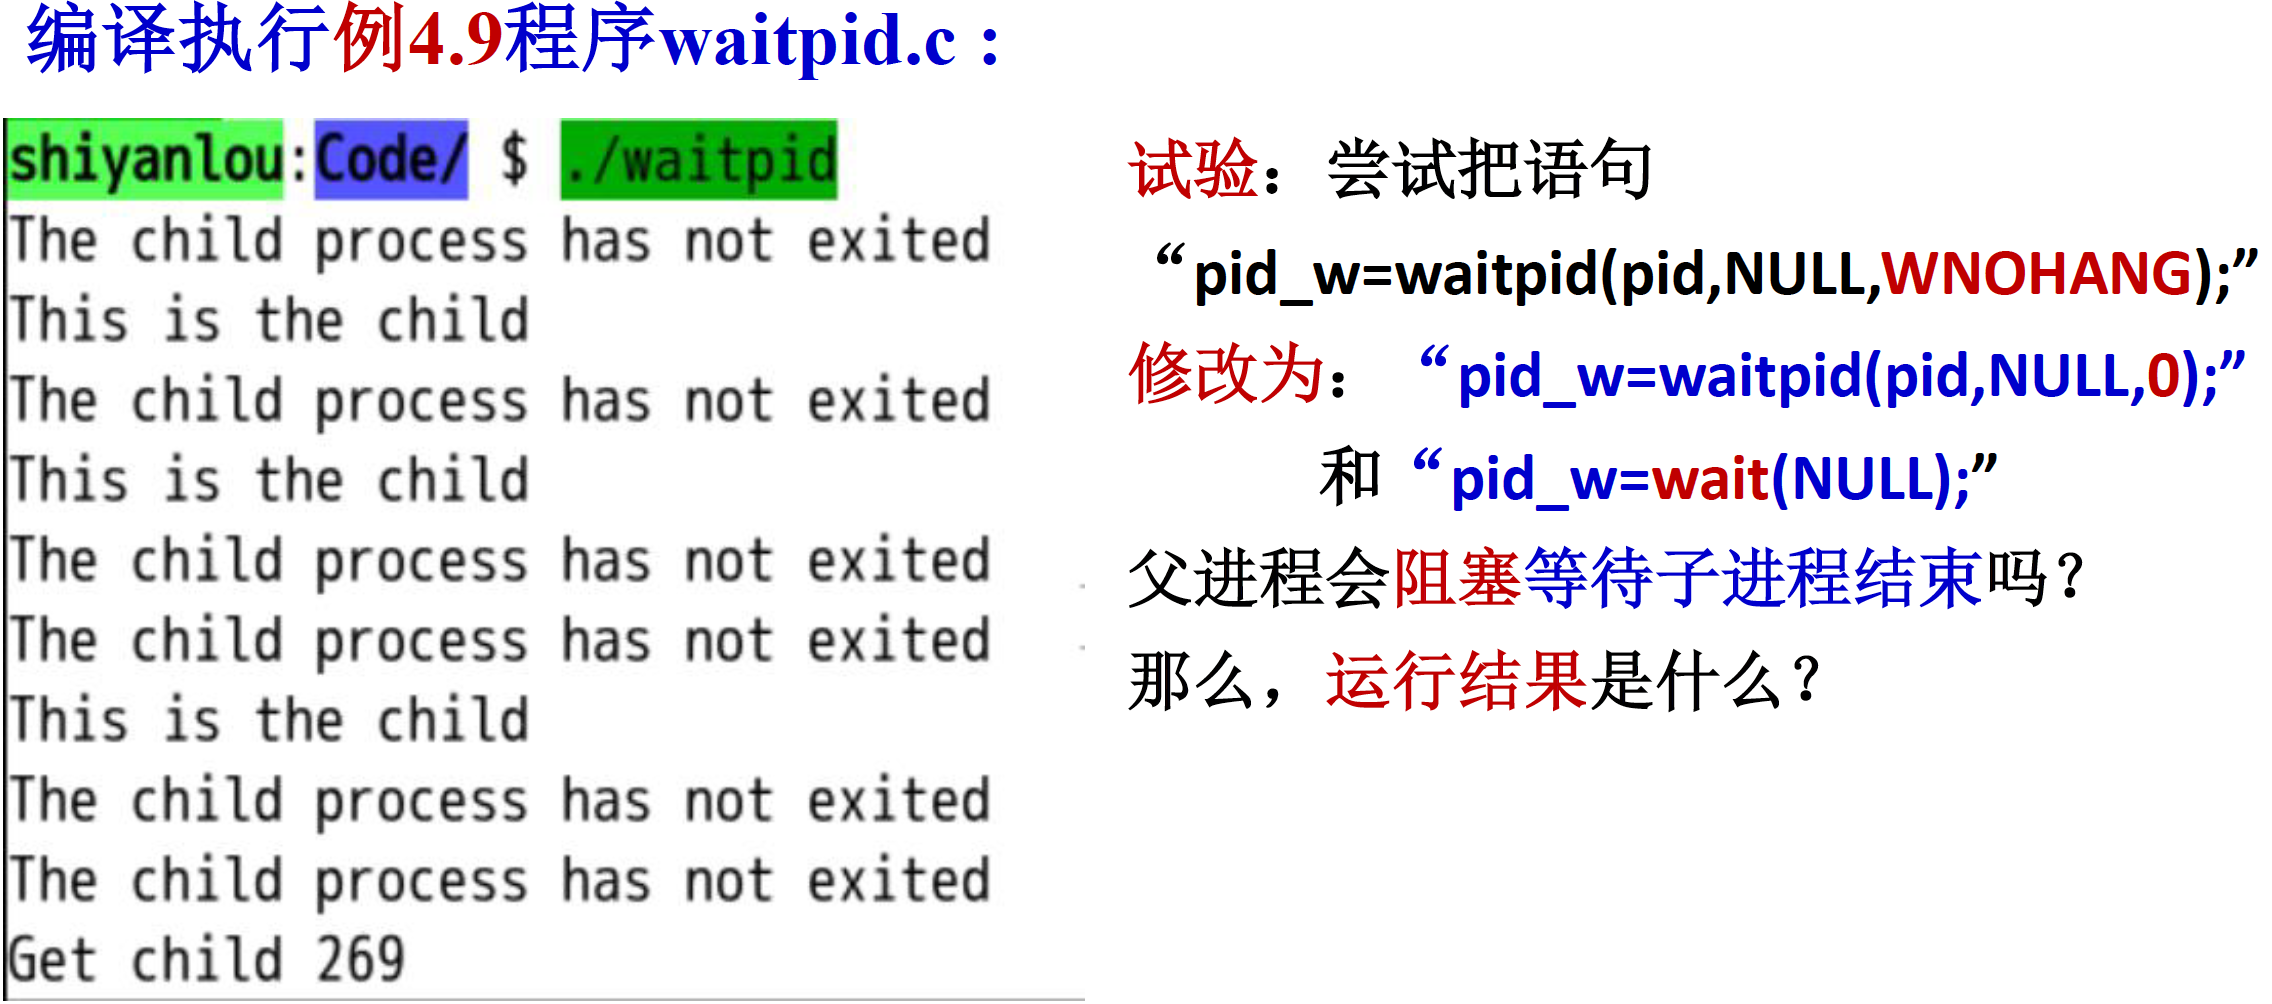 编译执行例4.9程序waitpid.c：
shiyanlou:Code/ $ ./waitpid
The child process has not exited
This is the child
The child process has not exited
This is the child
The child process has not exited
The child process has not exited
This is the child
The child process has not exited
The child process has not exited
Get child 269
试验：尝试把语句
“pid_w=waitpid(pid,NULL,WNOHANG);”
修改为：“pid_w=waitpid(pid,NULL,0);”
和“pid_w=wait(NULL);”
父进程会阻塞等待子进程结束吗？
那么，运行结果是什么？